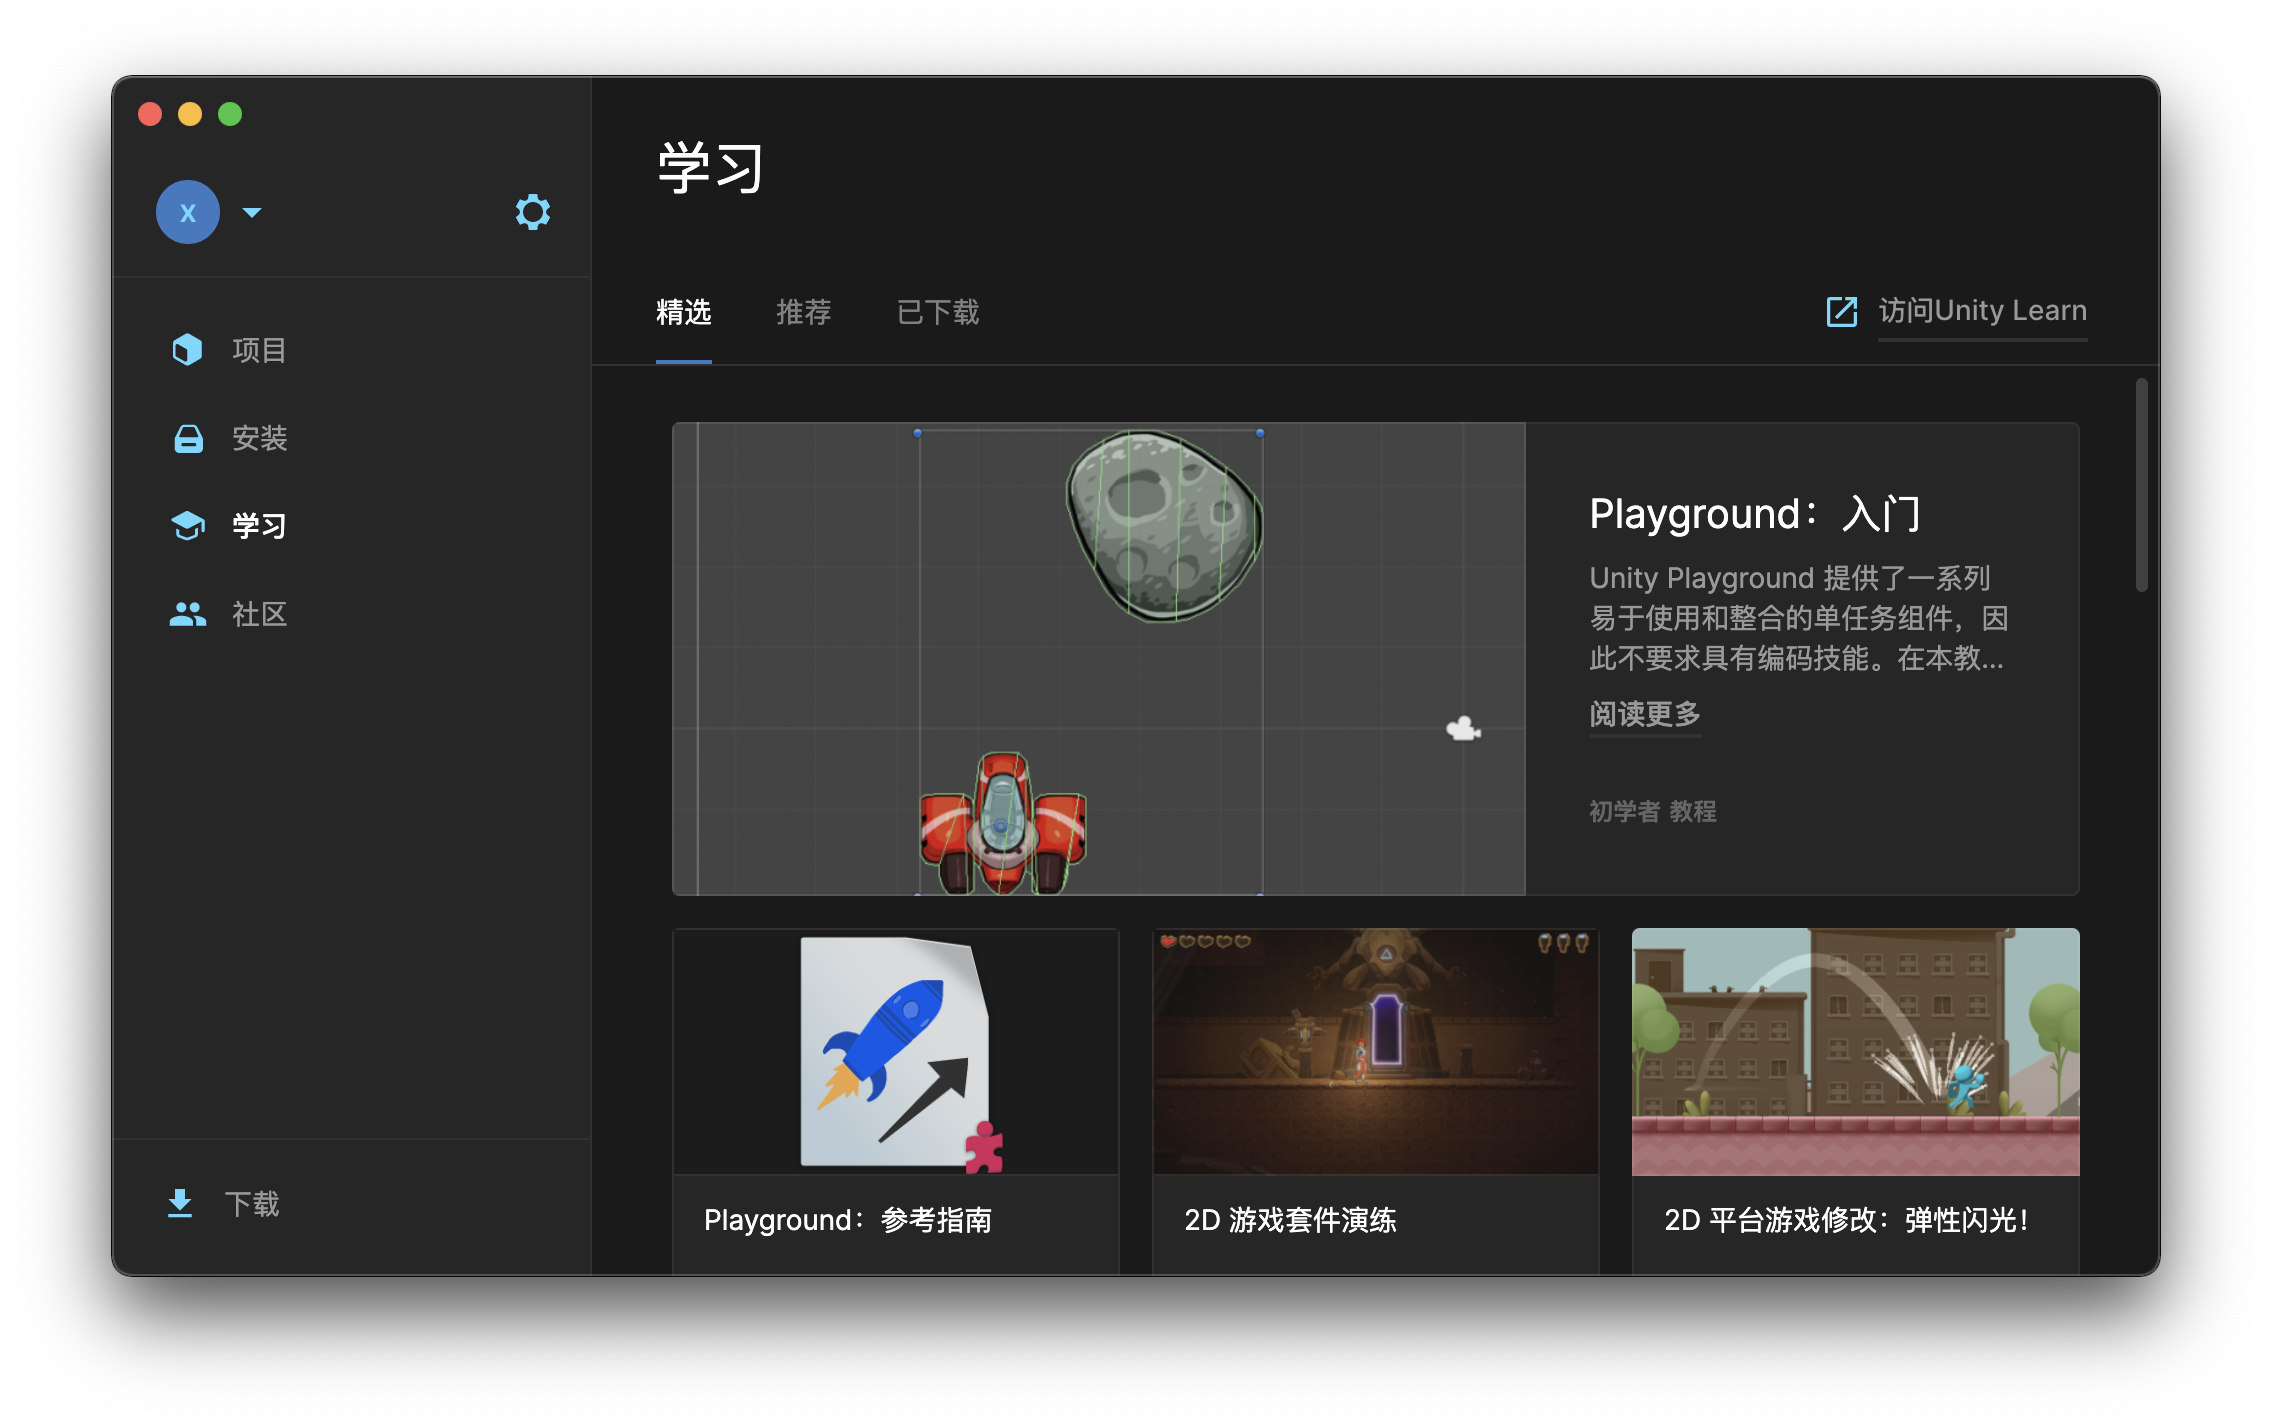 X
项目
安装
学习
社区
下载
学习
精选
推荐
已下载
访问Unity Learn
Playground：入门
Unity Playground 提供了一系列
易于使用和整合的单任务组件，因
此不要求具有编码技能。在本教...
阅读更多
初学者 教程
Playground：参考指南
2D 游戏套件演练
2D 平台游戏修改：弹性闪光！